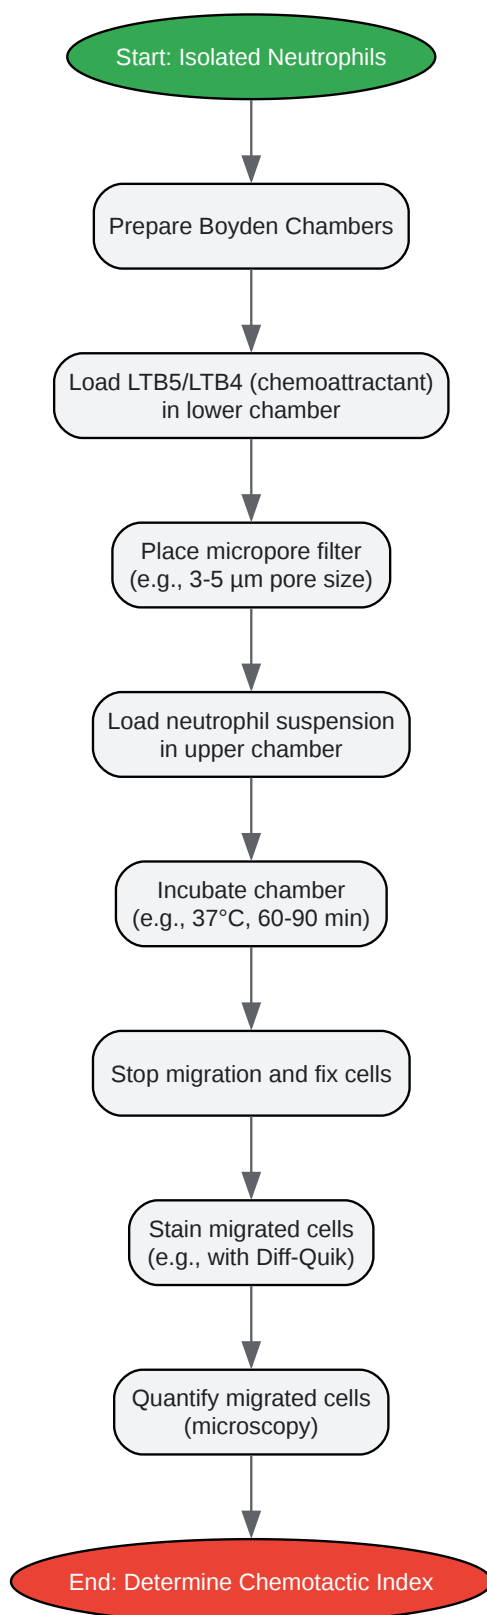 Start: Isolated Neutrophils
Prepare Boyden Chambers
Load LTB5/LTB4 (chemoattractant)
in lower chamber
Place micropore filter
(e.g., 3-5 µm pore size)
Load neutrophil suspension
in upper chamber
Incubate chamber
(e.g., 37°C, 60-90 min)
Stop migration and fix cells
Stain migrated cells
(e.g., with Diff-Quik)
Quantify migrated cells
(microscopy)
End: Determine Chemotactic Index